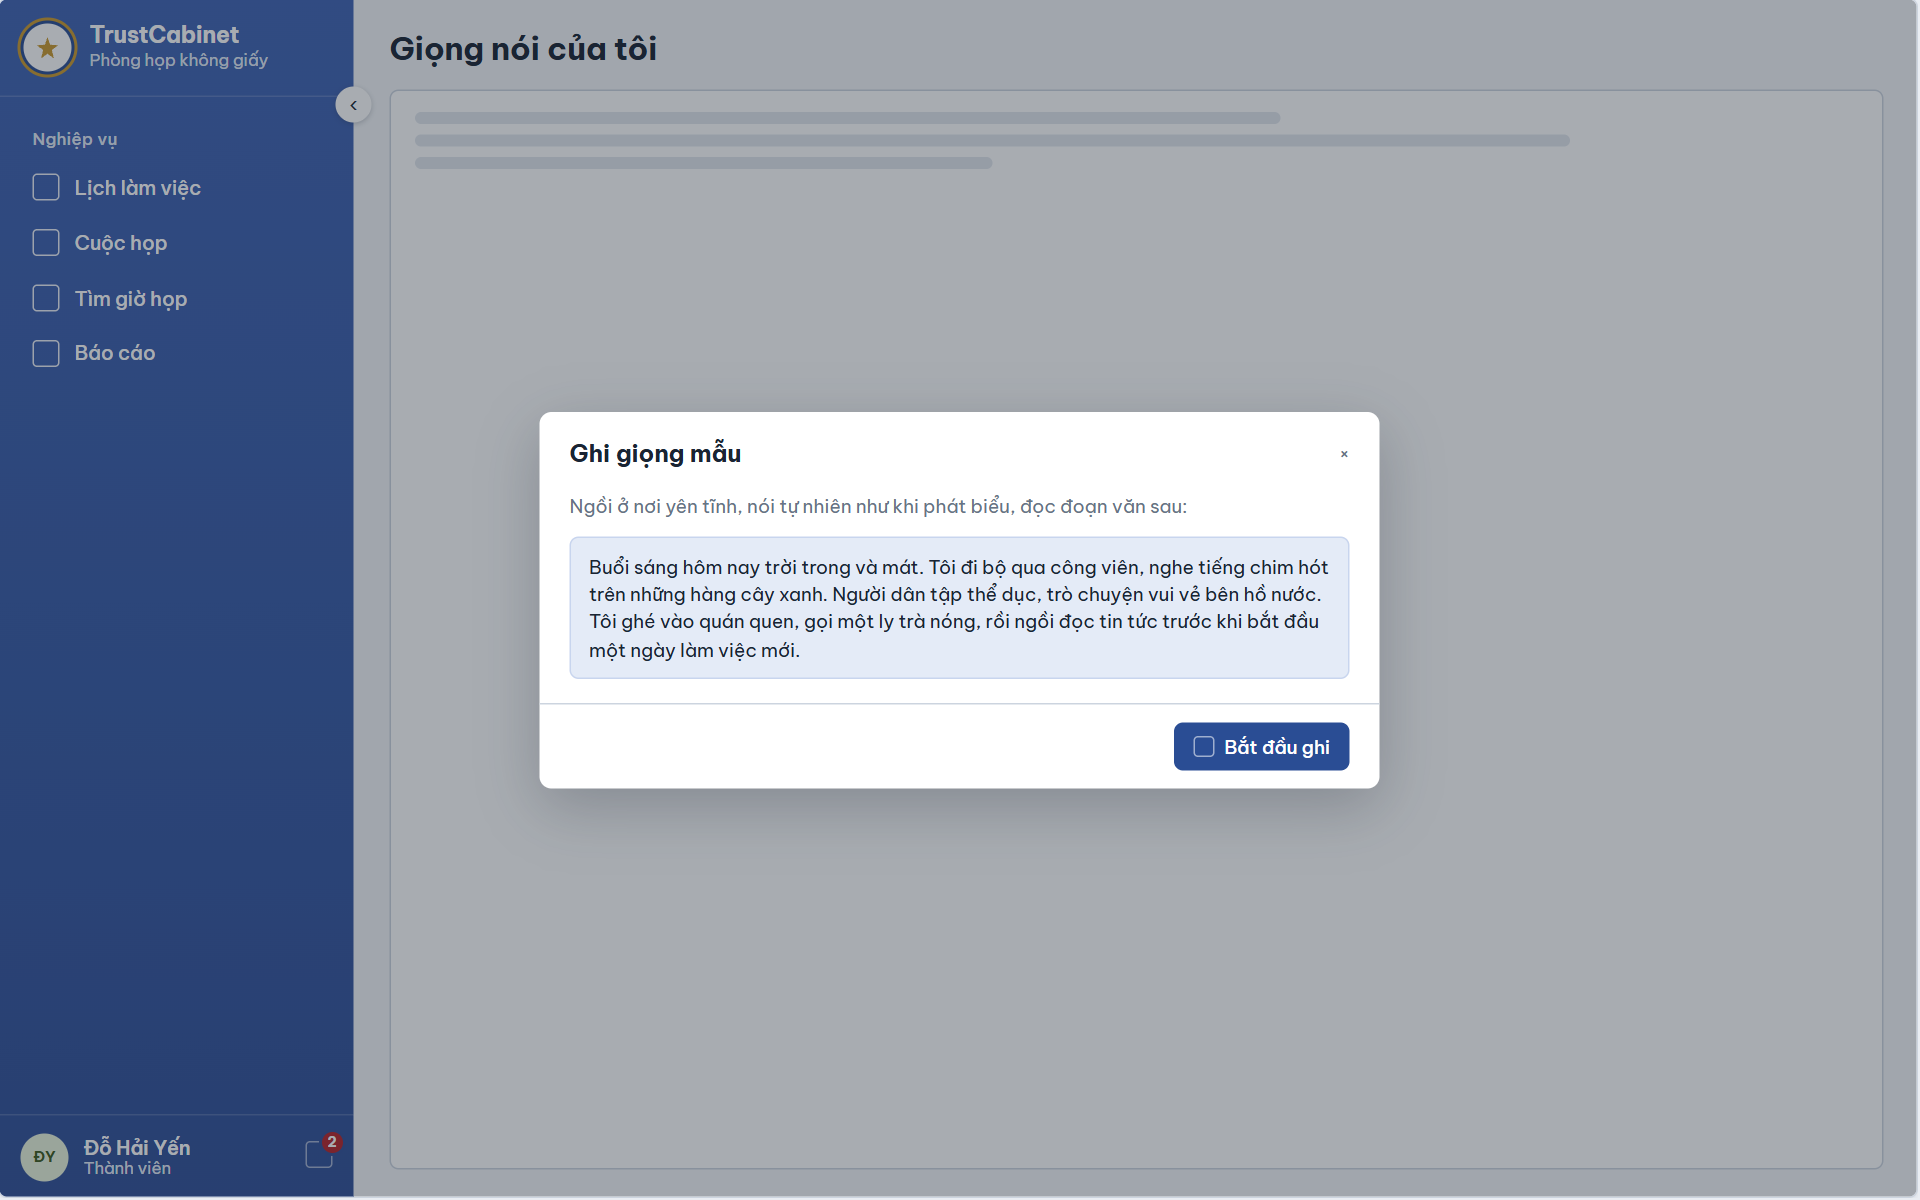 TrustCabinet
Phòng họp không giấy
Nghiệp vụ
Lịch làm việc
Cuộc họp
Tìm giờ họp
Báo cáo
Đỗ Hải Yến
Thành viên
ĐY
2
Giọng nói của tôi
Ghi giọng mẫu
×
Ngồi ở nơi yên tĩnh, nói tự nhiên như khi phát biểu, đọc đoạn văn sau:
Buổi sáng hôm nay trời trong và mát. Tôi đi bộ qua công viên, nghe tiếng chim hót
trên những hàng cây xanh. Người dân tập thể dục, trò chuyện vui vẻ bên hồ nước.
Tôi ghé vào quán quen, gọi một ly trà nóng, rồi ngồi đọc tin tức trước khi bắt đầu
một ngày làm việc mới.
Bắt đầu ghi